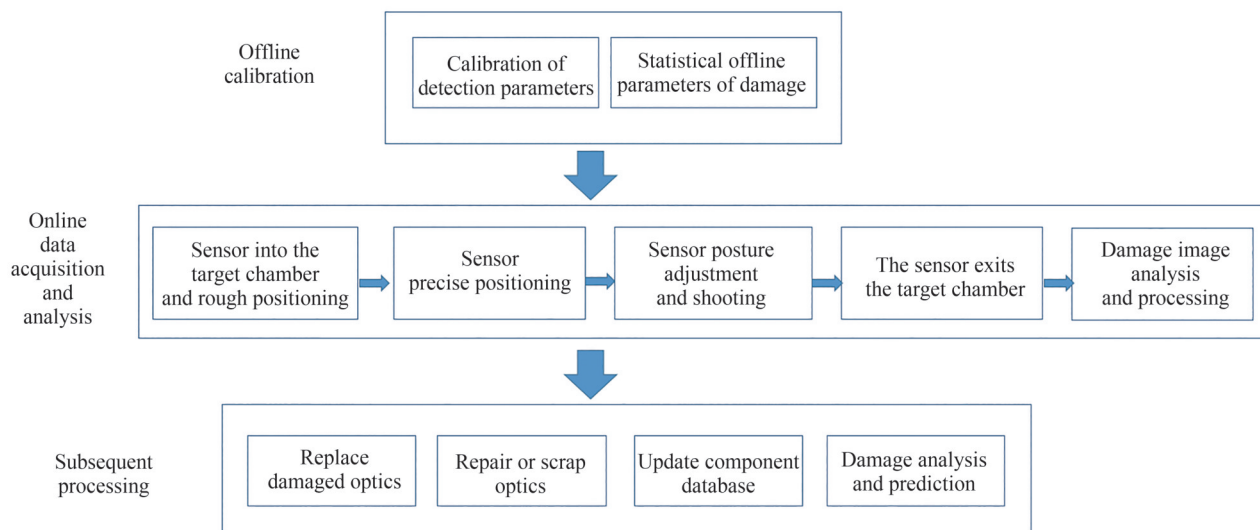 Offline
calibration
Calibration of
detection parameters
Statistical offline
parameters of damage
Online
data
acquisition
and
analysis
Sensor into the
target chamber
and rough positioning
Sensor
precise positioning
Sensor posture
adjustment
and shooting
The sensor exits
the target chamber
Damage image
analysis
and processing
Subsequent
processing
Replace
damaged optics
Repair or scrap
optics
Update component
database
Damage analysis
and prediction